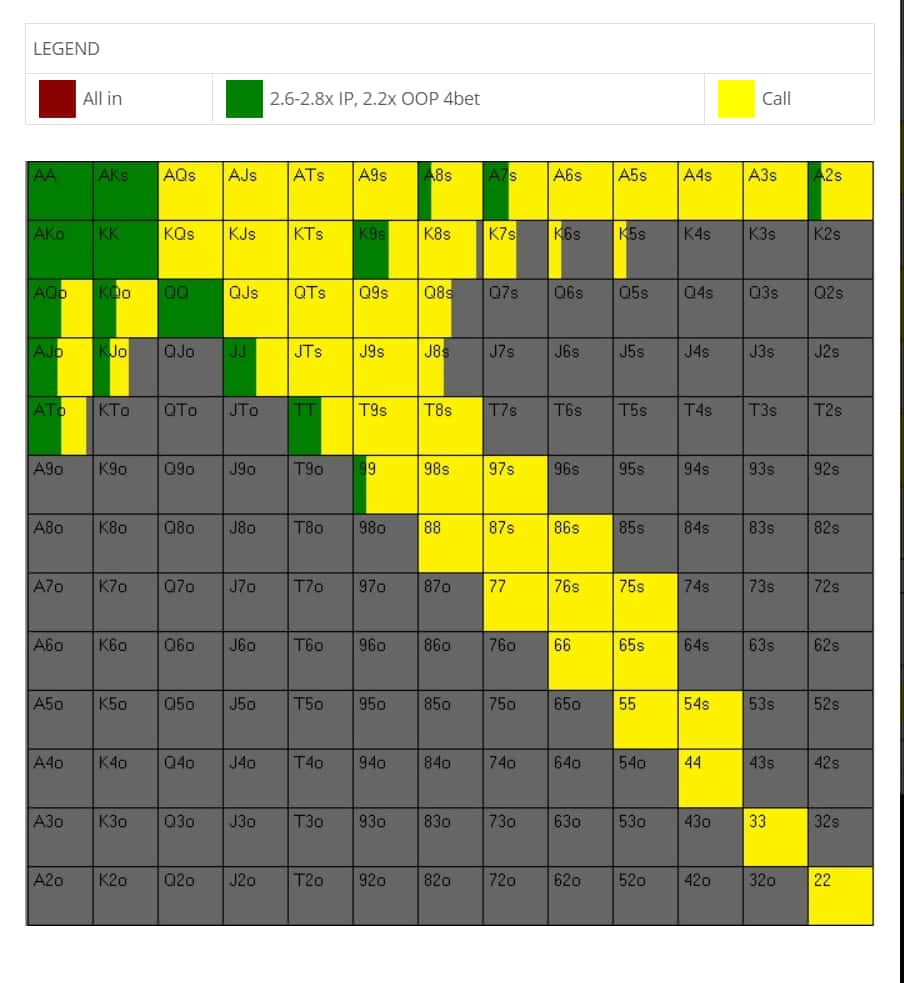 LEGEND
All in 2.6-2.8x IP, 2.2x OOP 4bet Call
AA AKs AQs AJs ATs A9s A8s A7s A6s A5s A4s A3s A2s
AKo KK KQs KJs KTs K9s K8s K7s K6s K5s K4s K3s K2s
AQo KQo QQ QJs QTs Q9s Q8s Q7s Q6s Q5s Q4s Q3s Q2s
AJo KJo QJo JJ JTs J9s J8s J7s J6s J5s J4s J3s J2s
ATo KTo QTo JTo TT T9s T8s T7s T6s T5s T4s T3s T2s
A9o K9o Q9o J9o T9o 99 98s 97s 96s 95s 94s 93s 92s
A8o K8o Q8o J8o T8o 98o 88 87s 86s 85s 84s 83s 82s
A7o K7o Q7o J7o T7o 97o 87o 77 76s 75s 74s 73s 72s
A6o K6o Q6o J6o T6o 96o 86o 76o 66 65s 64s 63s 62s
A5o K5o Q5o J5o T5o 95o 85o 75o 65o 55 54s 53s 52s
A4o K4o Q4o J4o T4o 94o 84o 74o 64o 54o 44 43s 42s
A3o K3o Q3o J3o T3o 93o 83o 73o 63o 53o 43o 33 32s
A2o K2o Q2o J2o T2o 92o 82o 72o 62o 52o 42o 32o 22